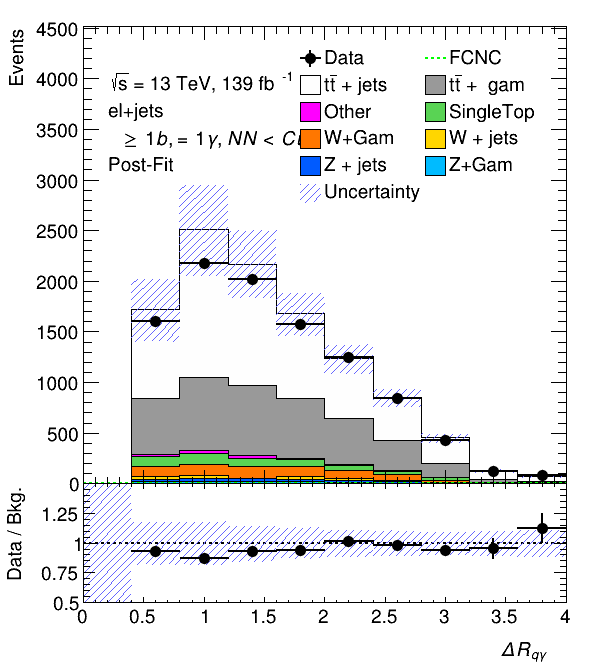 Events
4500
4000
3500
3000
2500
2000
1500
1000
500
0
√s = 13 TeV, 139 fb⁻¹
el+jets
≥ 1b, = 1γ, NN <
Post-Fit
Data
FCNC
tt̄ + jets
tt̄ + gam
Other
SingleTop
W+Gam
W + jets
Z + jets
Z+Gam
Uncertainty
Data / Bkg.
1.25
1
0.75
0.5
0 0.5 1 1.5 2 2.5 3 3.5 4
ΔR_qγ